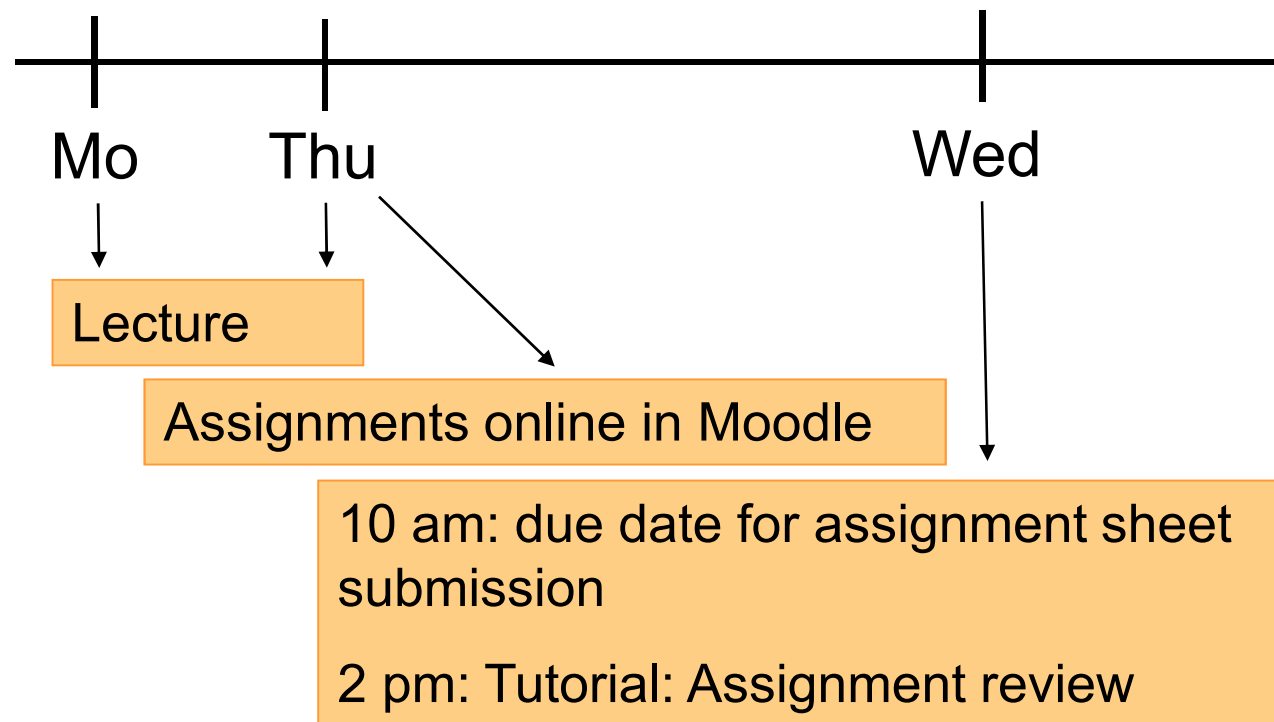 Mo Thu Wed
Lecture
Assignments online in Moodle
10 am: due date for assignment sheet
submission
2 pm: Tutorial: Assignment review